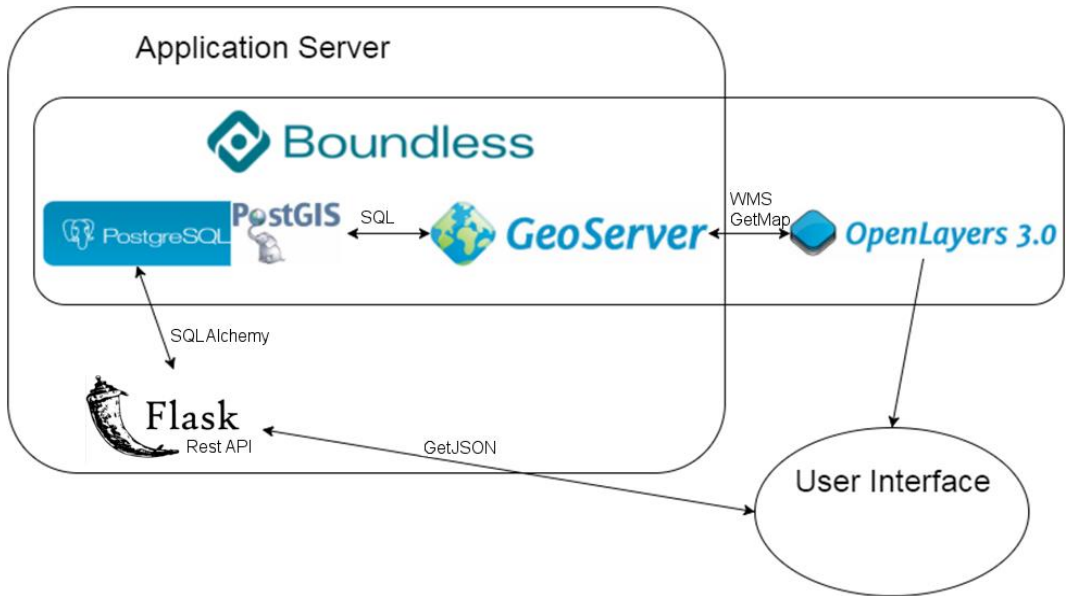 Application Server
Boundless
PostgreSQL
PostGIS
SQL
GeoServer
WMS
GetMap
OpenLayers 3.0
SQLAlchemy
Flask
Rest API
GetJSON
User Interface